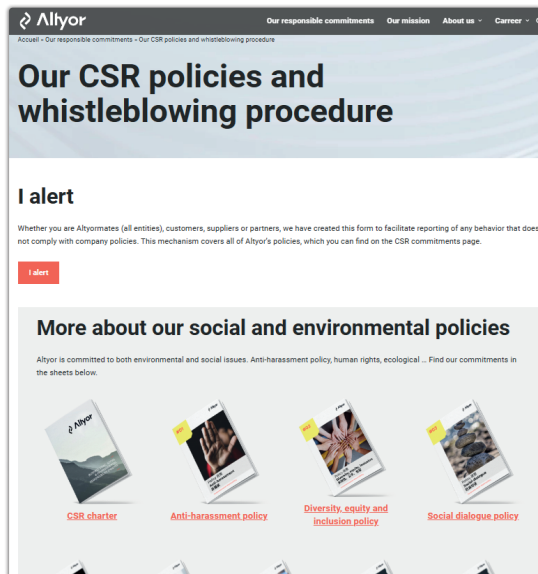 Altyor
Our responsible commitments Our mission About us Carreer
Accueil » Our responsible commitments » Our CSR policies and whistleblowing procedure
Our CSR policies and
whistleblowing procedure
I alert
Whether you are Altyormates (all entities), customers, suppliers or partners, we have created this form to facilitate reporting of any behavior that does
not comply with company policies. This mechanism covers all of Altyor's policies, which you can find on the CSR commitments page.
I alert
More about our social and environmental policies
Altyor is committed to both environmental and social issues. Anti-harassment policy, human rights, ecological ... Find our commitments in
the sheets below.
Altyor
CSR charter
Anti-harassment policy
Diversity, equity and
inclusion policy
Social dialogue policy